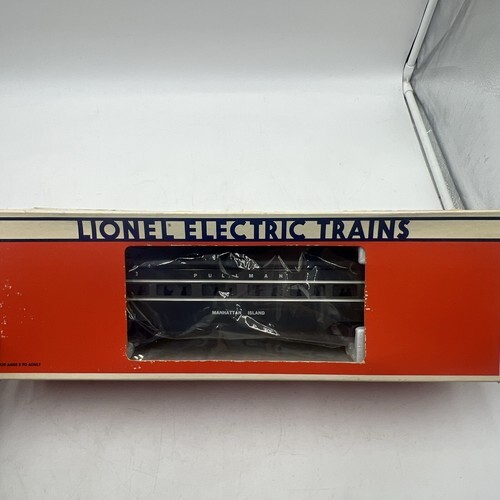 LIONEL ELECTRIC TRAINS
PULLMAN
MANHATTAN ISLAND